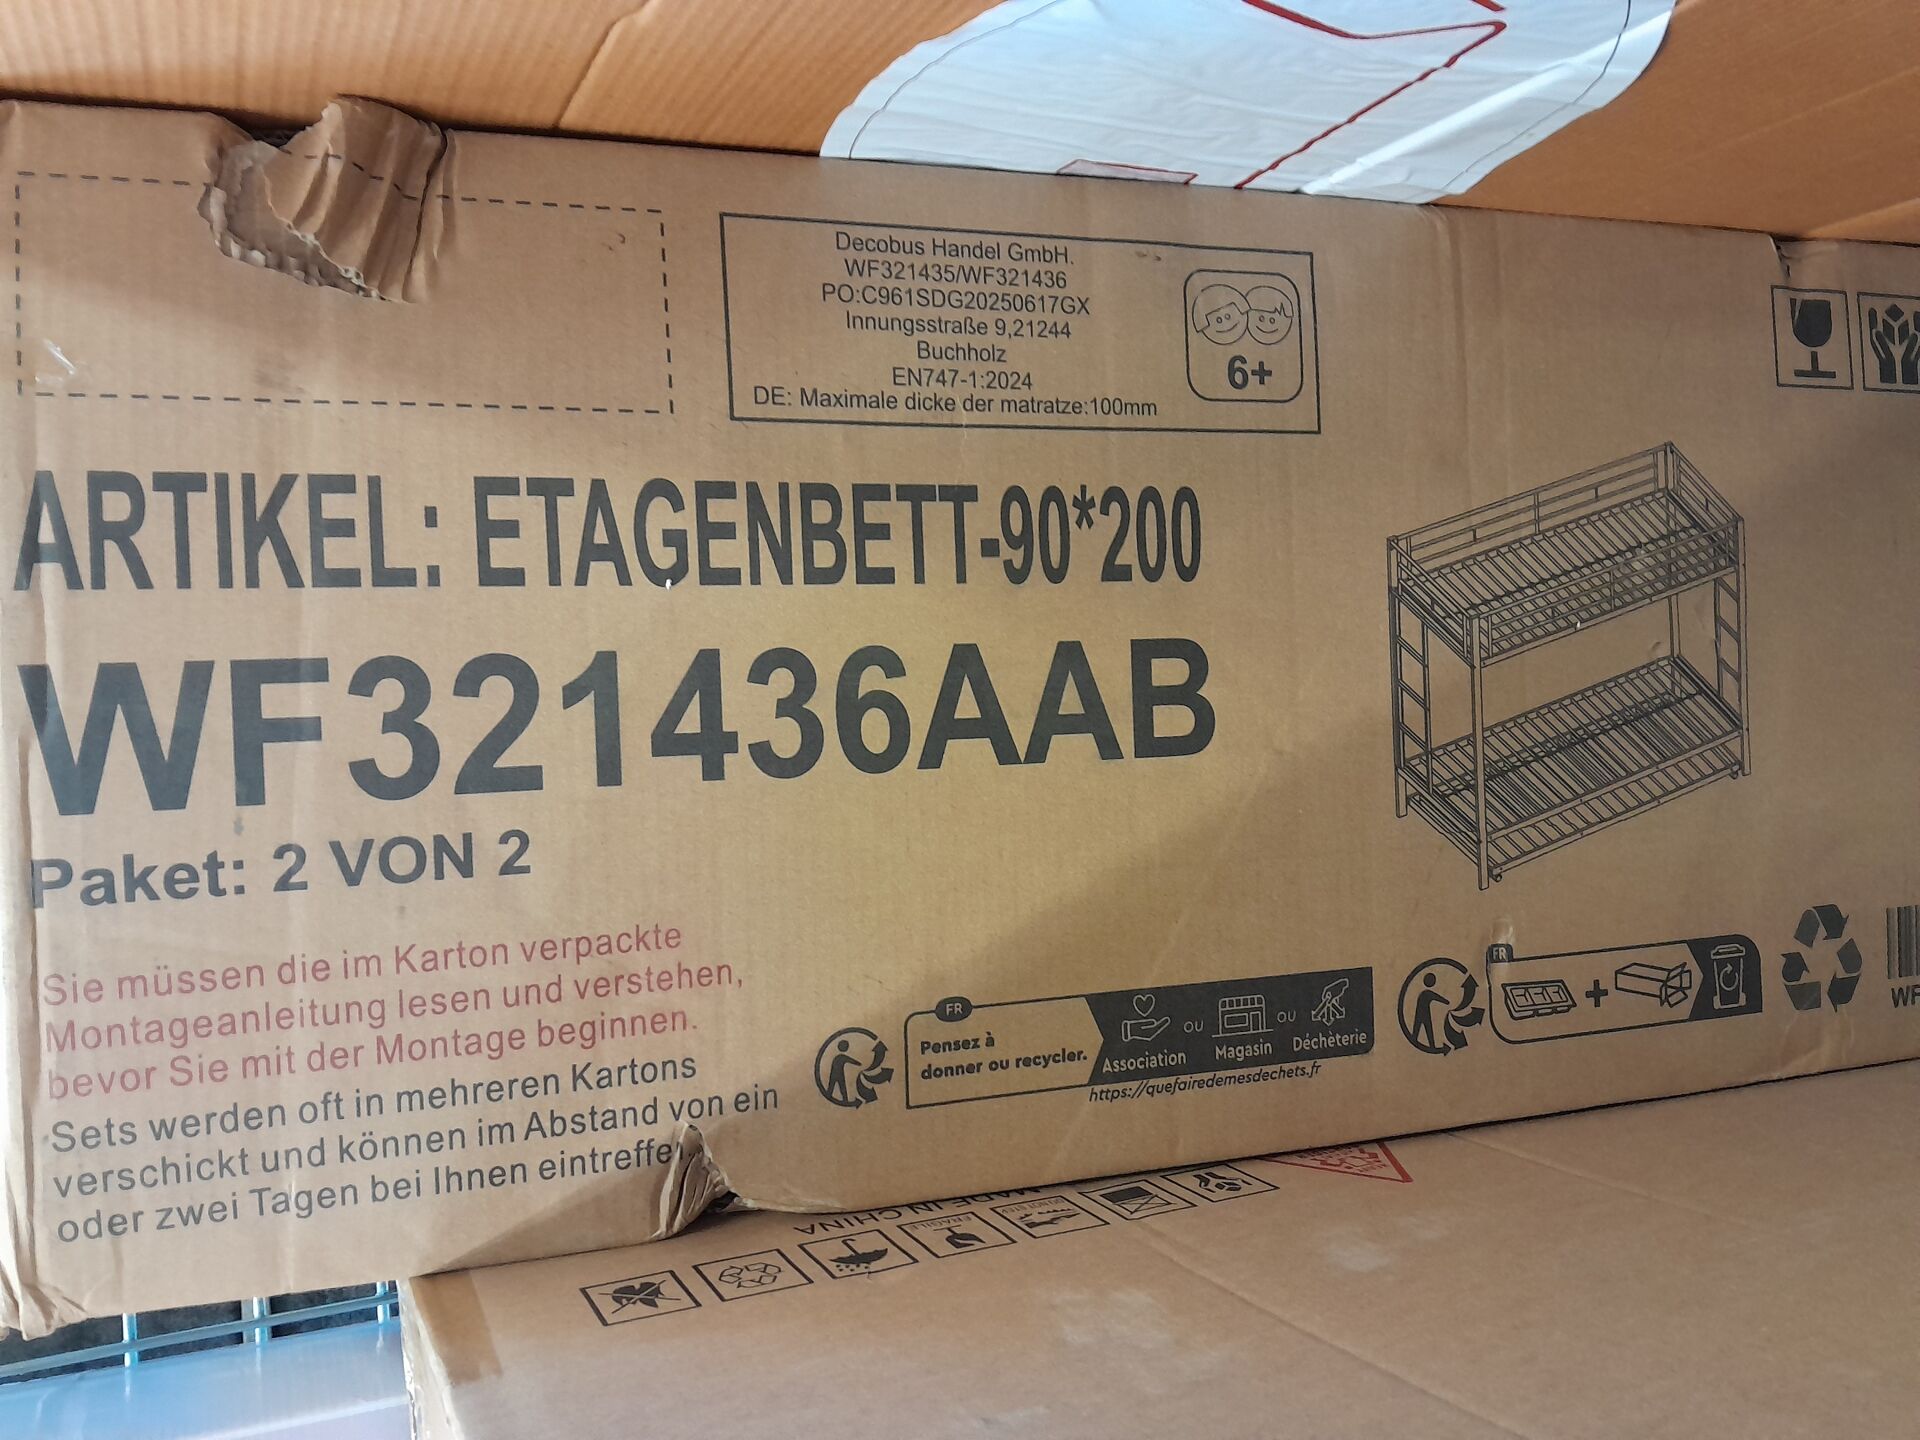 Decobus Handel GmbH.
WF321435/WF321436
PO:C961SDG20250617GX
Innungsstraße 9,21244
Buchholz
EN747-1:2024
DE: Maximale dicke der matratze:100mm
6+
ARTIKEL: ETAGENBETT-90*200
WF321436AAB
Paket: 2 VON 2
Sie müssen die im Karton verpackte
Montageanleitung lesen und verstehen,
bevor Sie mit der Montage beginnen.
Sets werden oft in mehreren Kartons
verschickt und können im Abstand von ein
oder zwei Tagen bei Ihnen eintreffe
FR
Pensez à
donner ou recycler.
Association
ou
Magasin
ou
Déchèterie
https://quefairedemesdechets.fr
FR
+
WF
MADE IN CHINA
FRAGILE